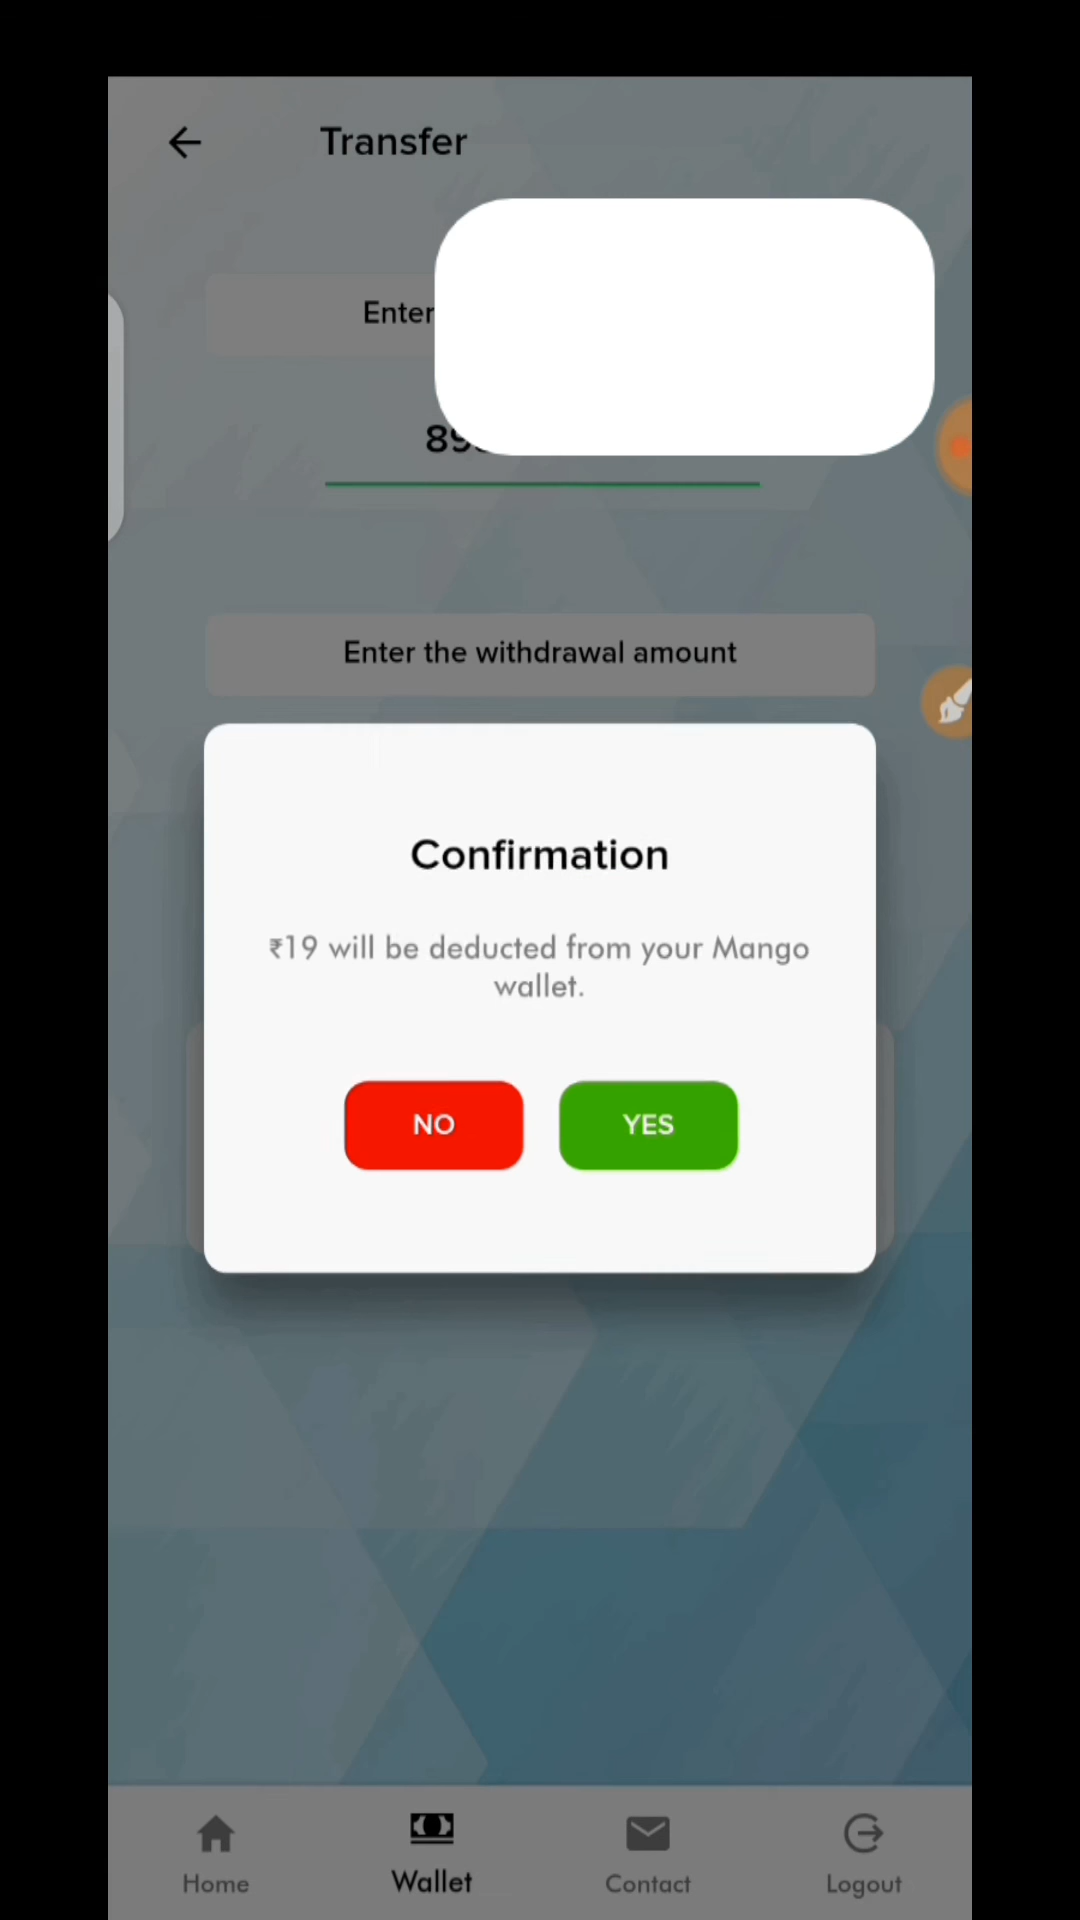 Transfer
Enter
Enter the withdrawal amount
Confirmation
₹19 will be deducted from your Mango
wallet.
NO YES
Home Wallet Contact Logout